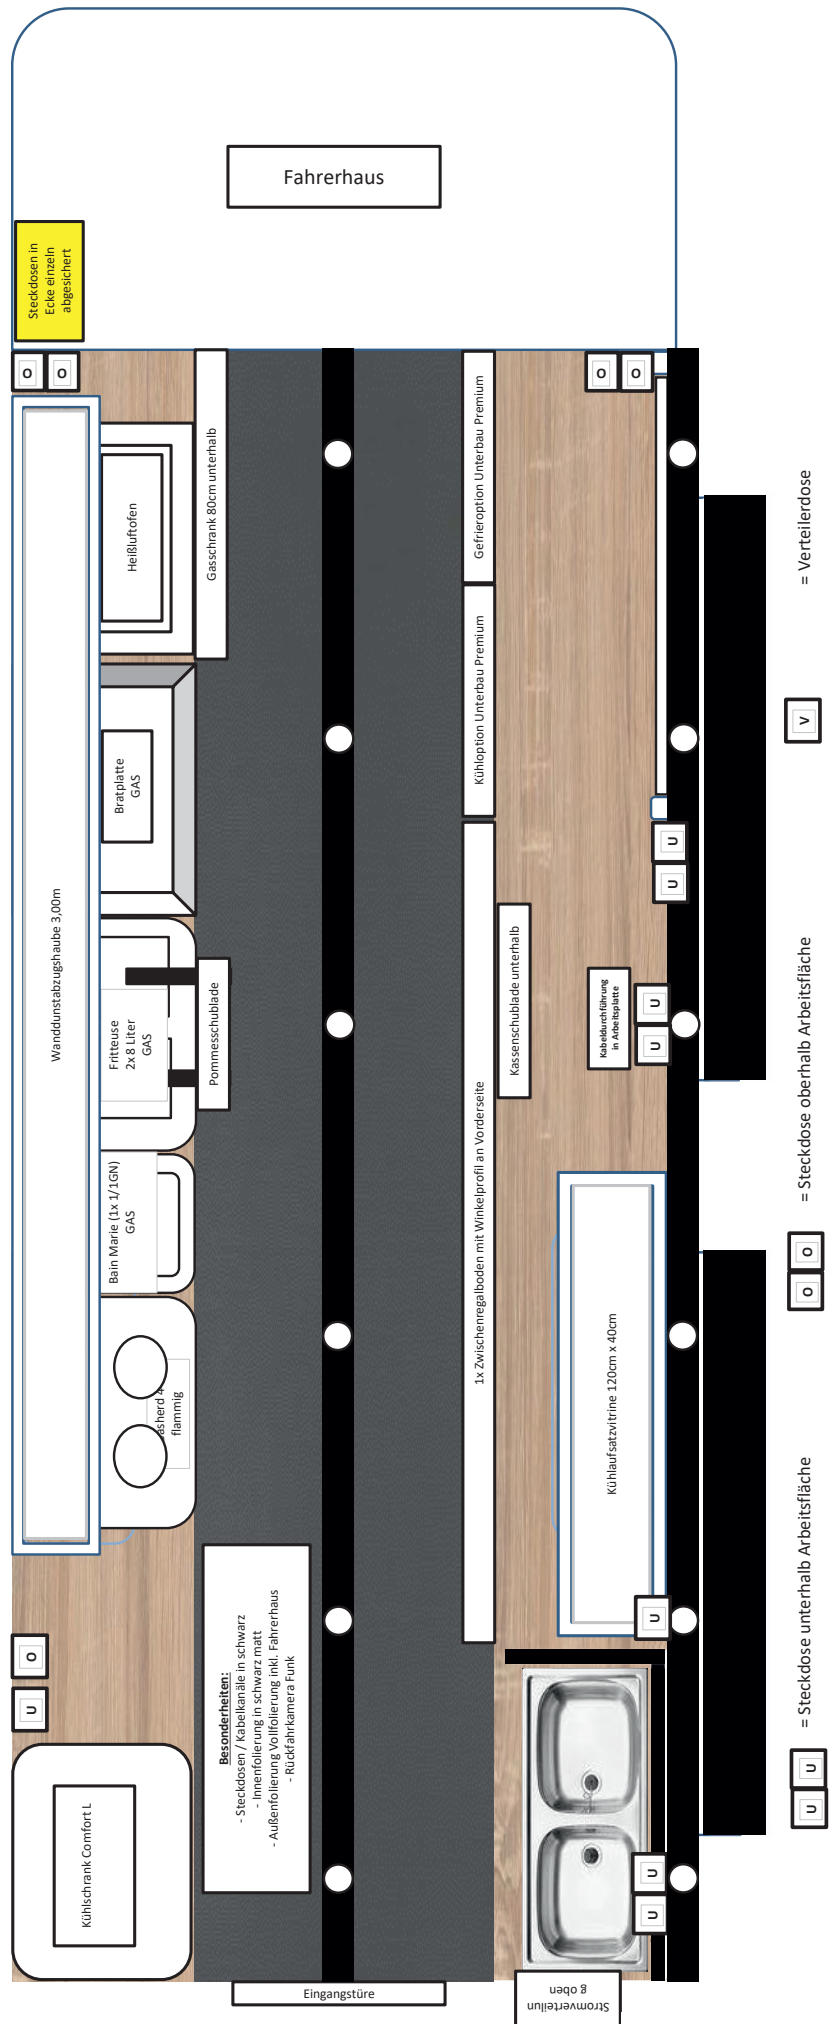 Fahrerhaus
Steckdosen in
Ecke einzeln
abgesichert
O
O
O
O
Wanddunstabzugshaube 3,00m
Heißluftofen
Gasschrank 80cm unterhalb
Gefrieroption Unterbau Premium
Kühloption Unterbau Premium
Bratplatte
GAS
U
U
Fritteuse
2x 8 Liter
GAS
Pommesschublade
1x Zwischenregalboden mit Winkelprofil an Vorderseite
Kassenschublade unterhalb
Kabeldurchführung
in Arbeitsplatte
U
U
Bain Marie (1x 1/1GN)
GAS
asherd 4
flammig
Kühlaufsatzvitrine 120cm x 40cm
U
O
U
Besonderheiten:
- Steckdosen / Kabelkanäle in schwarz
- Innenfolierung in schwarz matt
- Außenfolierung Vollfolierung inkl. Fahrerhaus
- Rückfahrkamera Funk
Kühlschrank Comfort L
U
U
Eingangstüre
Stromverteilun
g oben
V
= Verteilerdose
O
O
= Steckdose oberhalb Arbeitsfläche
U
U
= Steckdose unterhalb Arbeitsfläche